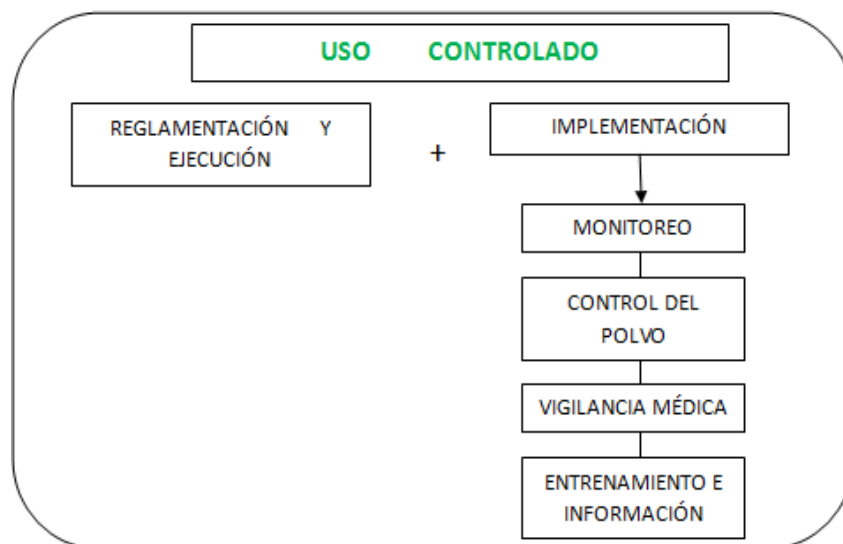 USO CONTROLADO
REGLAMENTACIÓN Y
EJECUCIÓN
+
IMPLEMENTACIÓN
MONITOREO
CONTROL DEL
POLVO
VIGILANCIA MÉDICA
ENTRENAMIENTO E
INFORMACIÓN